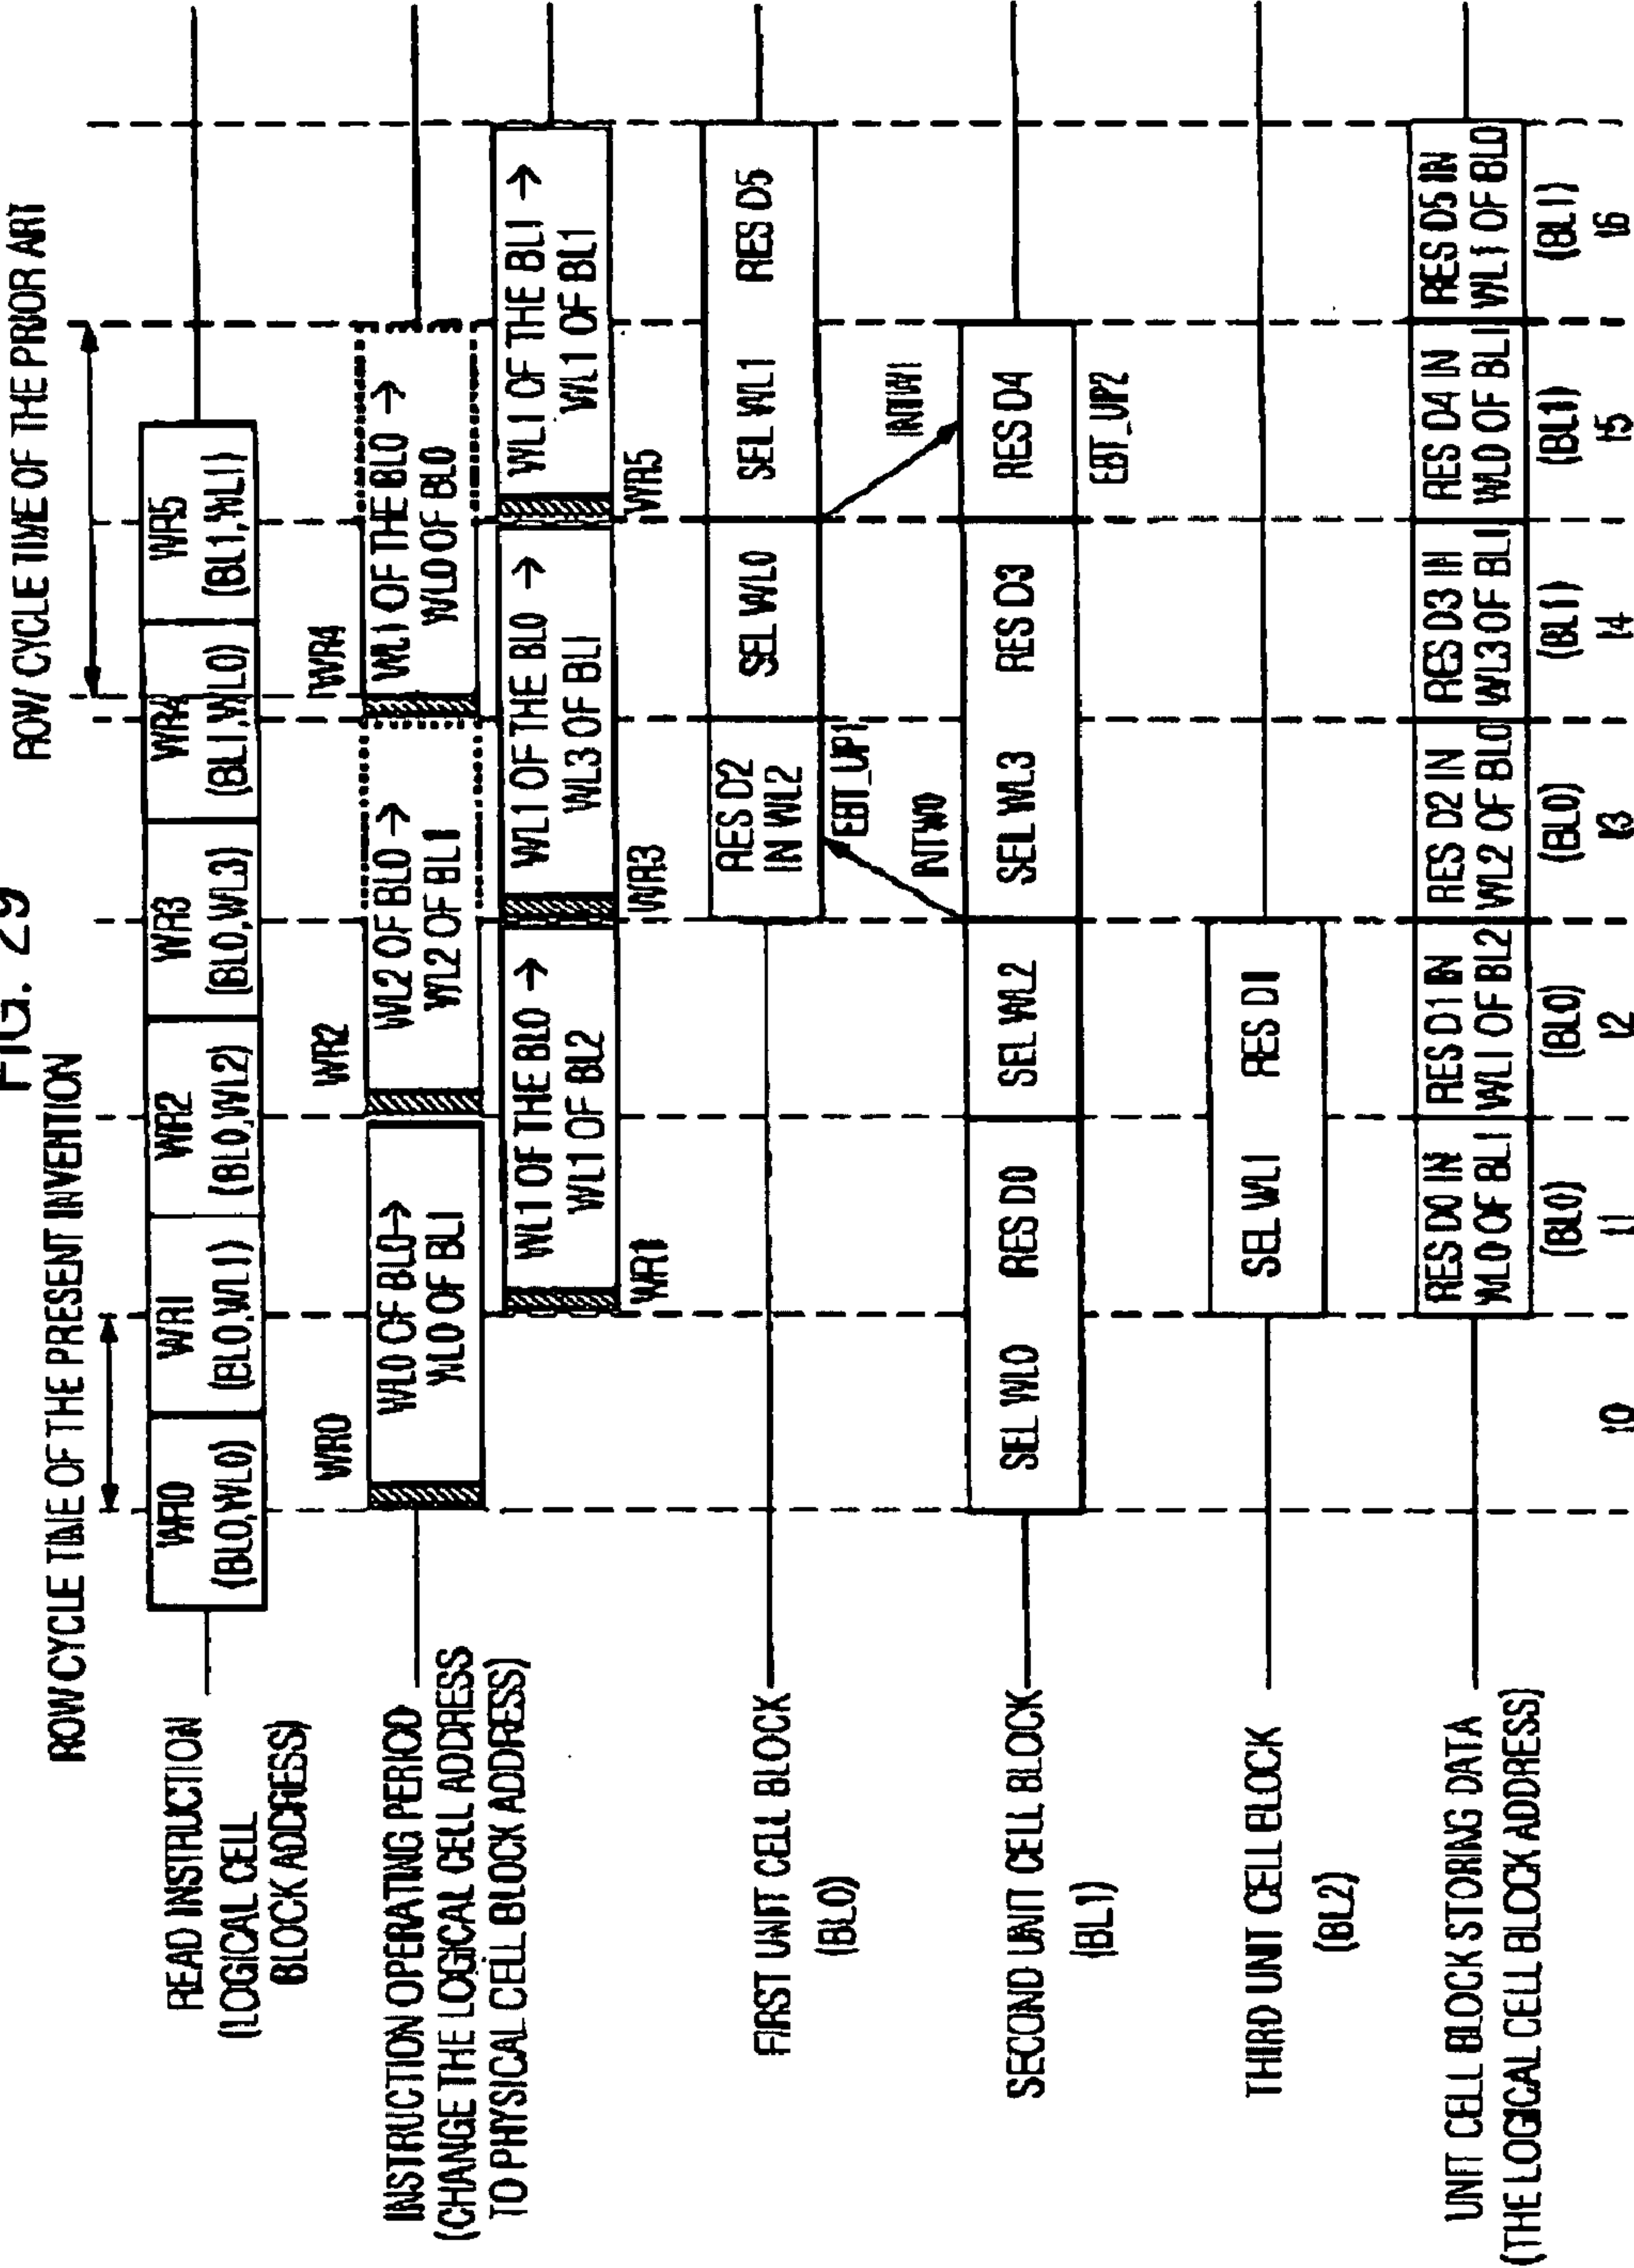 FIG. 29
ROW CYCLE TIME OF THE PRESENT INVENTION
ROW CYCLE TIME OF THE PRIOR ART
READ INSTRUCTION
(LOGICAL CELL
BLOCK ADDRESS)
WR0
(BL0,WL0)
WR1
(BL0,WL1)
WR2
(BL0,WL2)
WR3
(BL0,WL3)
WR4
(BL1,WL0)
WR5
(BL1,WL1)
INSTRUCTION OPERATING PERIOD
(CHANGE THE LOGICAL CELL ADDRESS
TO PHYSICAL CELL BLOCK ADDRESS)
WR0
WL0 OF BL0→
WL0 OF BL1
WR2
WL2 OF BL0 →
WL2 OF BL1
WR4
WL1 OF THE BL0 →
WL0 OF BL0
WL1 OF THE BL0 →
WL1 OF BL2
WR1
WL1 OF THE BL0 →
WL3 OF BL1
WR3
WL1 OF THE BL1 →
WL1 OF BL1
WR5
FIRST UNIT CELL BLOCK
(BL0)
RES D2
IN WL2
SEL WL0
SEL WL1
RES D5
EBT_UP1
INTW0
INTW1
SECOND UNIT CELL BLOCK
(BL1)
SEL WL0
RES D0
SEL WL2
SEL WL3
RES D3
RES D4
EBT_UP2
THIRD UNIT CELL BLOCK
(BL2)
SEL WL1
RES D1
UNIT CELL BLOCK STORING DATA
(THE LOGICAL CELL BLOCK ADDRESS)
RES D0 IN
WL0 OF BL1
(BL0)
RES D1 IN
WL1 OF BL2
(BL0)
RES D2 IN
WL2 OF BL0
(BL0)
RES D3 IN
WL3 OF BL1
(BL1)
RES D4 IN
WL0 OF BL1
(BL1)
RES D5 IN
WL1 OF BL0
(BL1)
t0
t1
t2
t3
t4
t5
t6